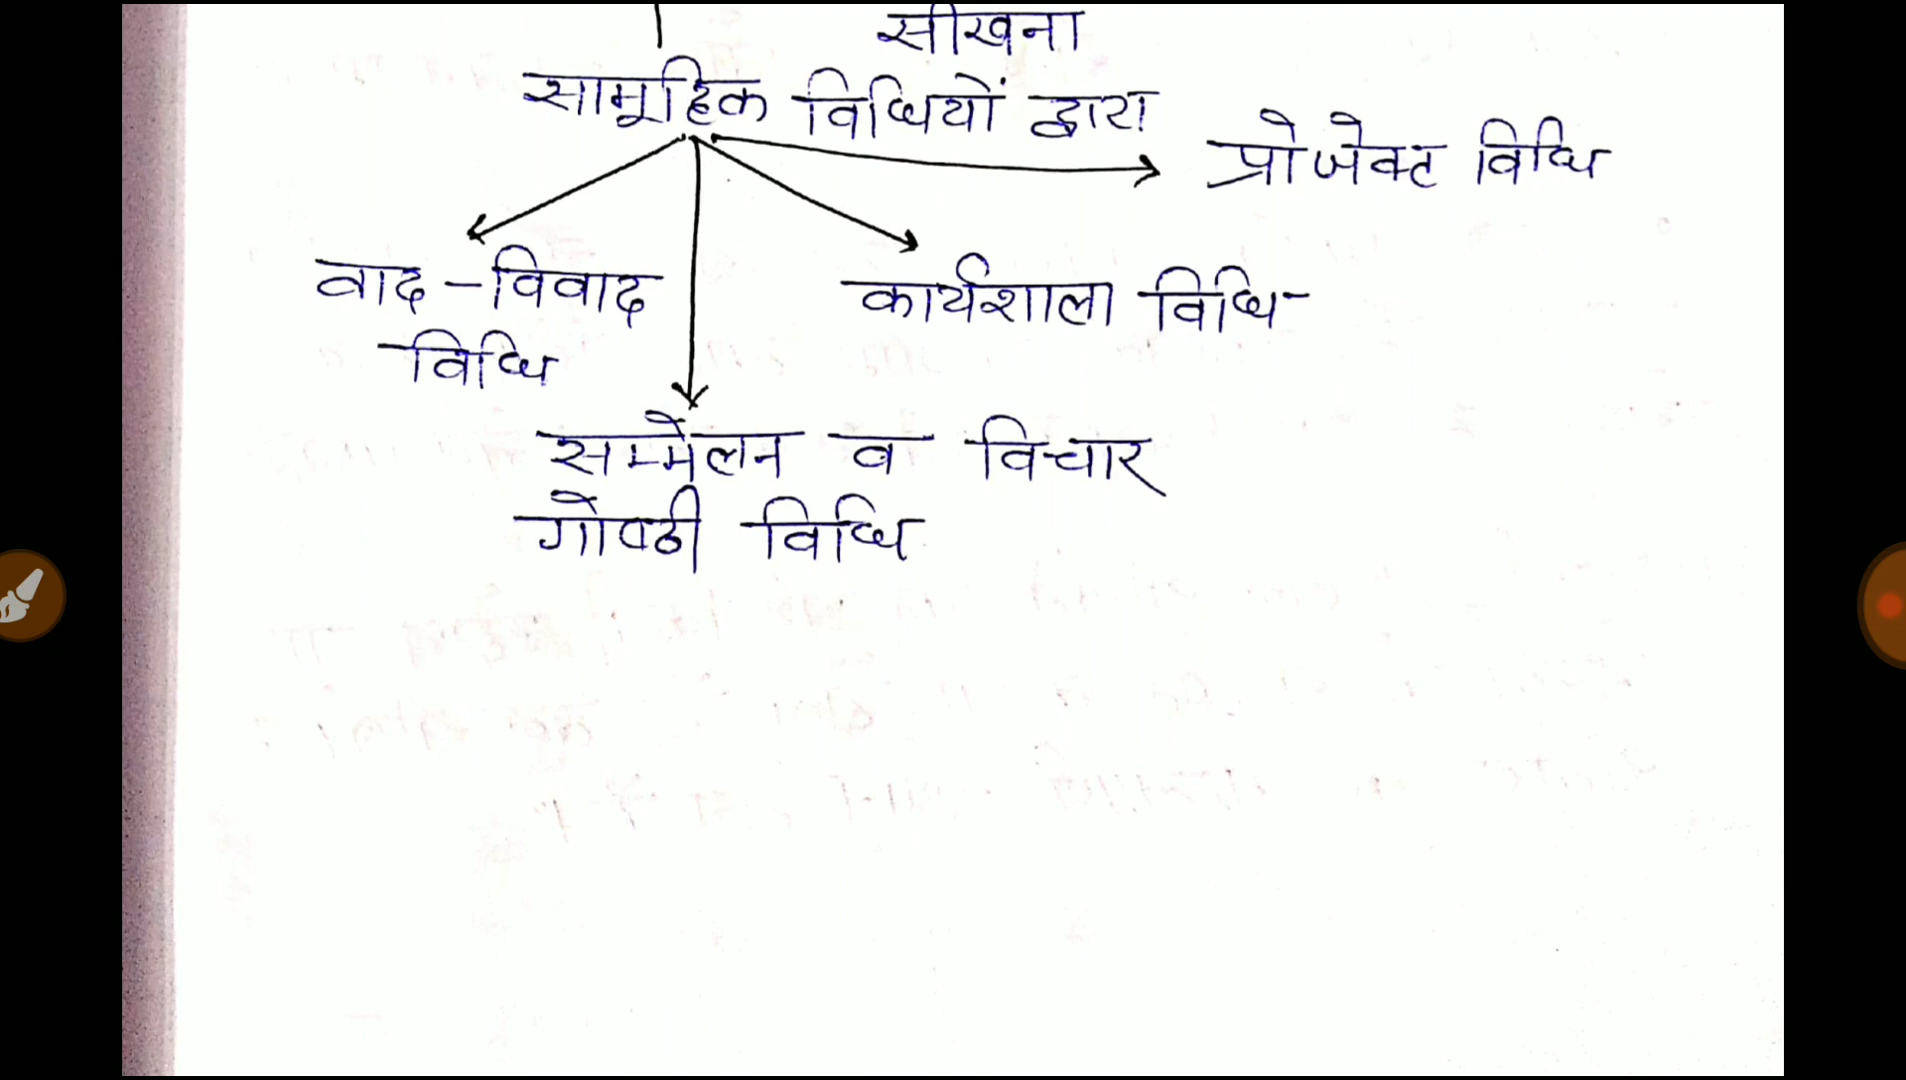 सीखना
सामूहिक विधियों द्वारा
प्रोजेक्ट विधि
वाद-विवाद
विधि
कार्यशाला विधि
सम्मेलन व विचार
गोष्ठी विधि